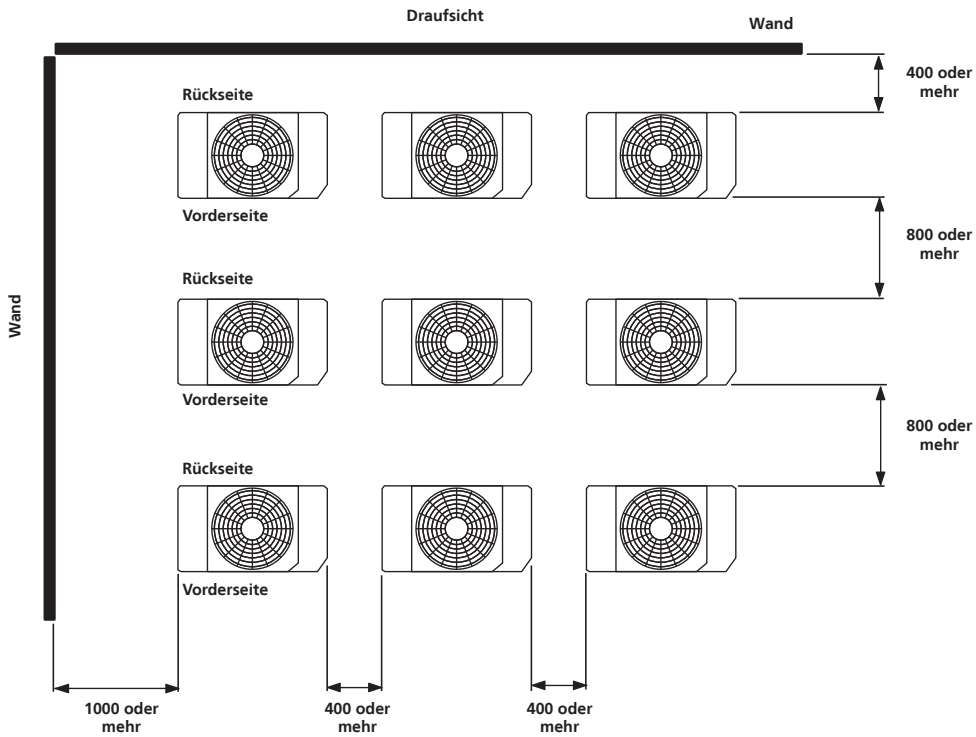 Draufsicht
Wand
400 oder
mehr
Rückseite
Vorderseite
800 oder
mehr
Rückseite
Wand
Vorderseite
800 oder
mehr
Rückseite
Vorderseite
1000 oder
mehr
400 oder
mehr
400 oder
mehr